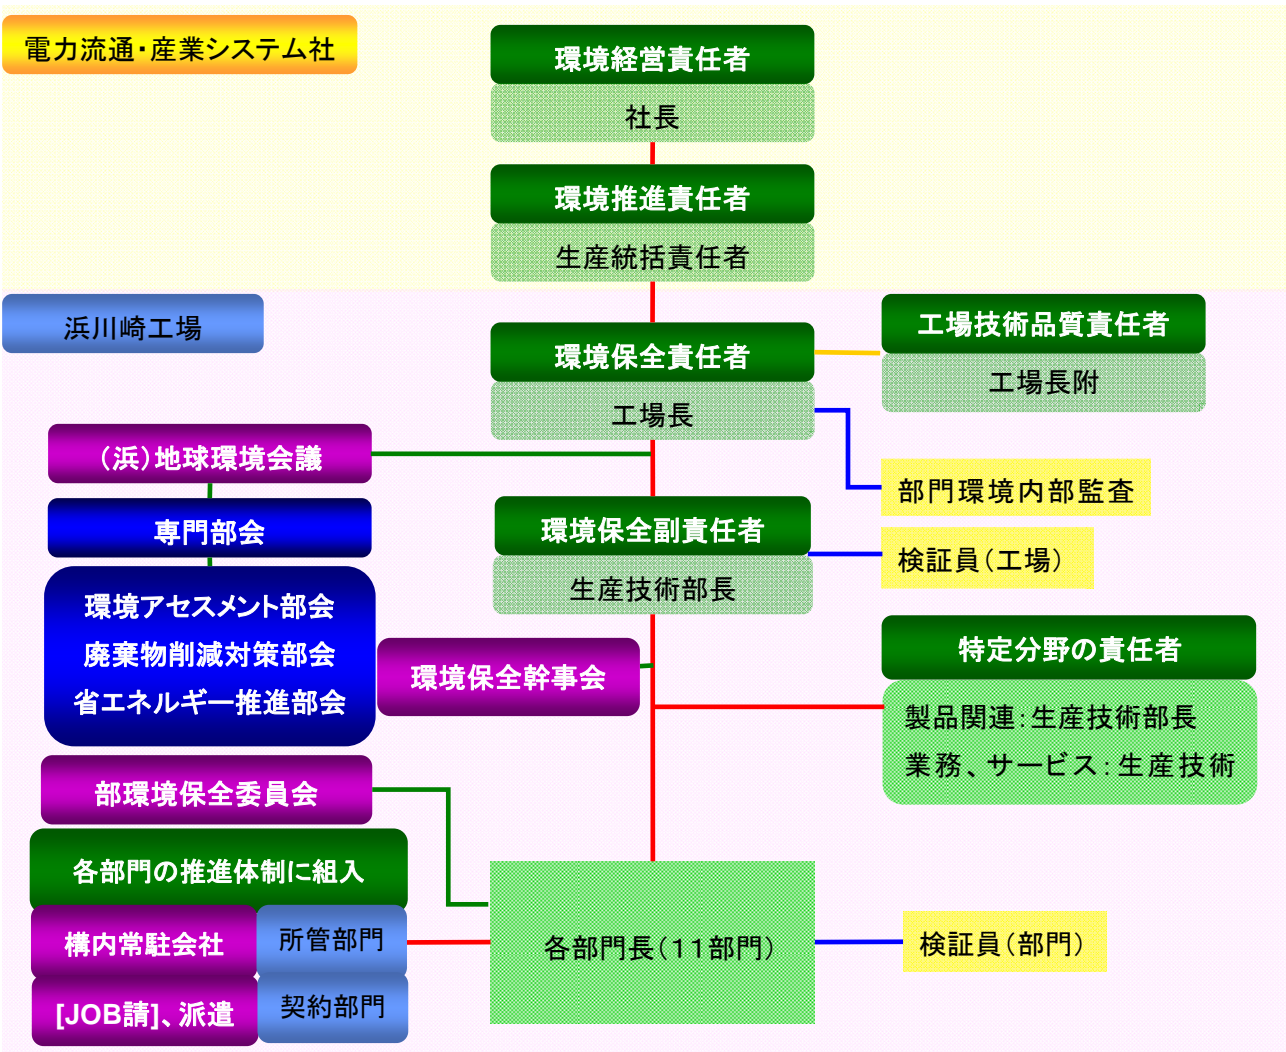 電力流通・産業システム社
環境経営責任者
社長
環境推進責任者
生産統括責任者
浜川崎工場
環境保全責任者
工場長
工場技術品質責任者
工場長附
（浜）地球環境会議
専門部会
環境アセスメント部会
廃棄物削減対策部会
省エネルギー推進部会
部門環境内部監査
環境保全副責任者
生産技術部長
検証員（工場）
環境保全幹事会
特定分野の責任者
製品関連：生産技術部長
業務、サービス：生産技術
部環境保全委員会
各部門の推進体制に組入
構内常駐会社
所管部門
[JOB請]、派遣
契約部門
各部門長（１１部門）
検証員（部門）